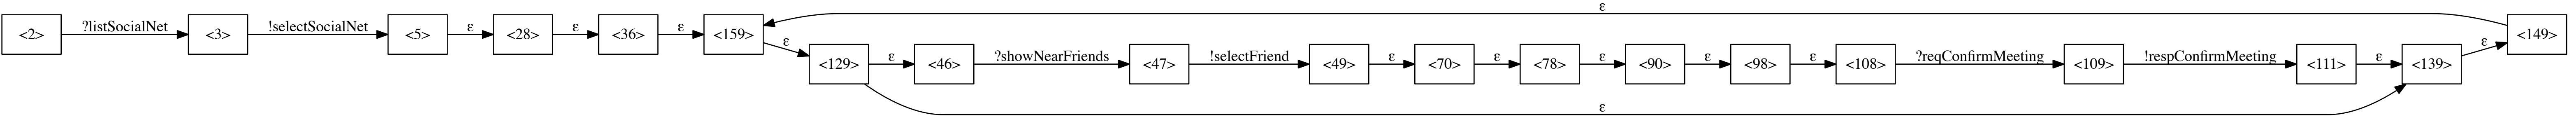 ε
<149>
<2>
?listSocialNet
<3>
!selectSocialNet
<5>
ε
<28>
ε
<36>
ε
<159>
ε
<129>
ε
<46>
?showNearFriends
<47>
!selectFriend
<49>
ε
<70>
ε
<78>
ε
<90>
ε
<98>
ε
<108>
?reqConfirmMeeting
<109>
!respConfirmMeeting
<111>
ε
<139>
ε
ε